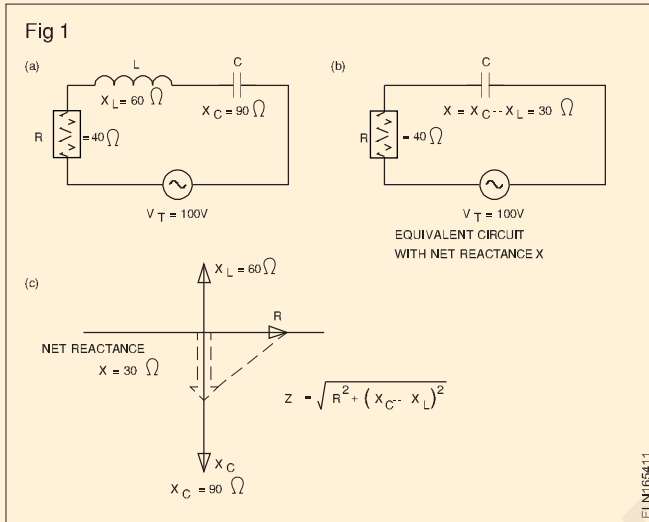 Fig 1
(a)
L
C
X L = 60 Ω
X C = 90 Ω
R
= 40 Ω
V T = 100V
(b)
C
X = X C -- X L = 30 Ω
R
= 40 Ω
V T = 100V
EQUIVALENT CIRCUIT
WITH NET REACTANCE X
(c)
X L = 60 Ω
R
NET REACTANCE
X = 30 Ω
Z = √R² + (X C -- X L)²
X C
X C = 90 Ω
ELN165411